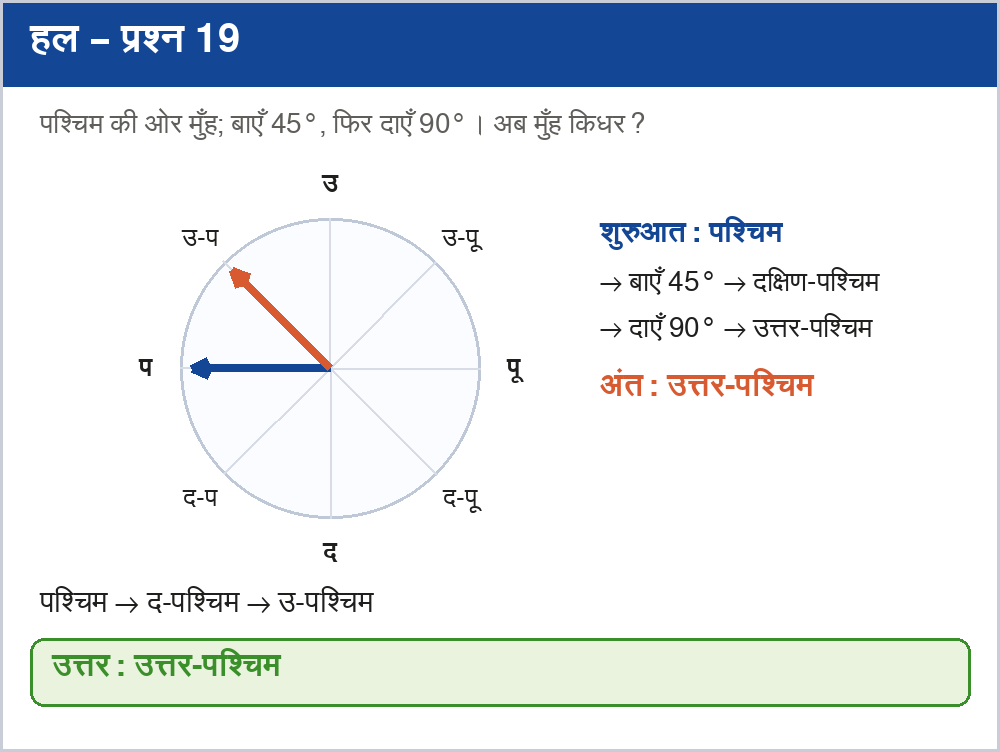 हल – प्रश्न 19
पश्चिम की ओर मुँह; बाएँ 45°, फिर दाएँ 90°। अब मुँह किधर?
उ
उ-प
उ-पू
शुरुआत : पश्चिम
→ बाएँ 45° → दक्षिण-पश्चिम
→ दाएँ 90° → उत्तर-पश्चिम
प
पू
अंत : उत्तर-पश्चिम
द-प
द-पू
द
पश्चिम → द-पश्चिम → उ-पश्चिम
उत्तर : उत्तर-पश्चिम